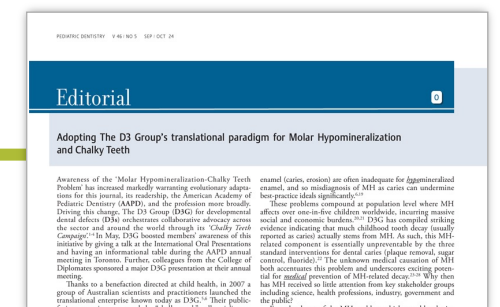 PEDIATRIC DENTISTRY V 46 / NO 5 SEP / OCT 24
Editorial
O
Adopting The D3 Group's translational paradigm for Molar Hypomineralization
and Chalky Teeth
Awareness of the 'Molar Hypomineralization-Chalky Teeth
Problem' has increased markedly warranting evolutionary adapta-
tions for this journal, its readership, the American Academy of
Pediatric Dentistry (AAPD), and the profession more broadly.
Driving this change, The D3 Group (D3G) for developmental
dental defects (D3s) orchestrates collaborative advocacy across
the sector and around the world through its 'Chalky Teeth
Campaign'.¹⁻⁴ In May, D3G boosted members' awareness of this
initiative by giving a talk at the International Oral Presentations
and having an informational table during the AAPD annual
meeting in Toronto. Further, colleagues from the College of
Diplomates sponsored a major D3G presentation at their annual
meeting.
Thanks to a benefaction directed at child health, in 2007 a
group of Australian scientists and practitioners launched the
translational enterprise known today as D3G.⁵,⁶ Their public-
enamel (caries, erosion) are often inadequate for hypomineralized
enamel, and so misdiagnosis of MH as caries can undermine
best-practice ideals significantly.
These problems compound at population level where MH
affects over one-in-five children worldwide, incurring massive
social and economic burdens. D3G has compiled striking
evidence indicating that much childhood tooth decay (usually
reported as caries) actually stems from MH. As such, this MH-
related component is essentially unpreventable by the three
standard interventions for dental caries (plaque removal, sugar
control, fluoride). The unknown medical causation of MH
both accentuates this problem and underscores exciting poten-
tial for medical prevention of MH-related decay. Why then
has MH received so little attention from key stakeholder groups
including science, health professions, industry, government and
the public?